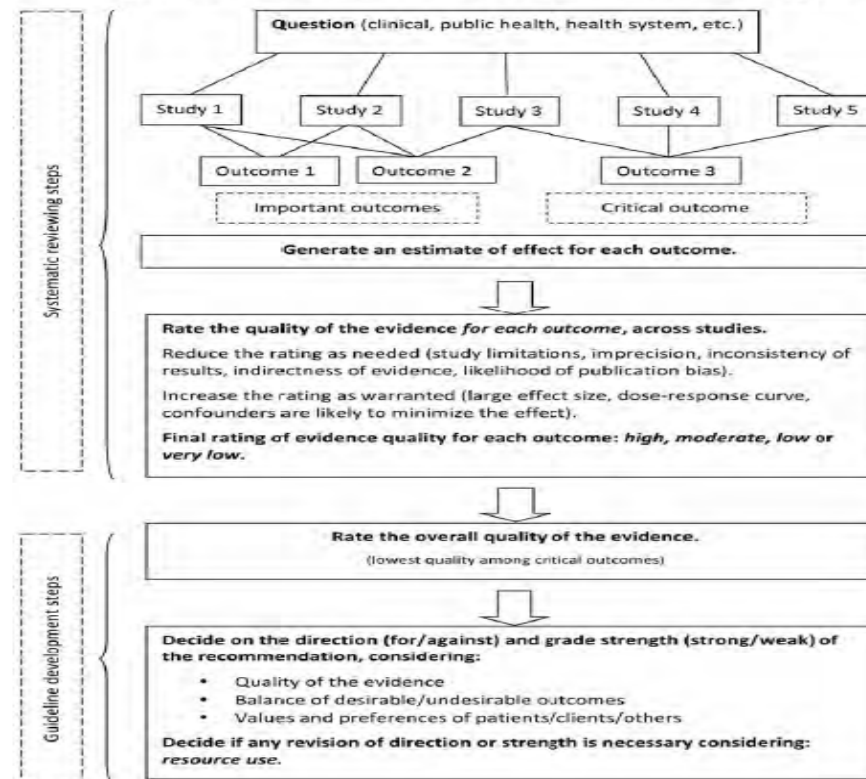 Question (clinical, public health, health system, etc.)
Study 1
Study 2
Study 3
Study 4
Study 5
Outcome 1
Outcome 2
Outcome 3
Important outcomes
Critical outcome
Systematic reviewing steps
Generate an estimate of effect for each outcome.
Rate the quality of the evidence for each outcome, across studies.
Reduce the rating as needed (study limitations, imprecision, inconsistency of
results, indirectness of evidence, likelihood of publication bias).
Increase the rating as warranted (large effect size, dose-response curve,
confounders are likely to minimize the effect).
Final rating of evidence quality for each outcome: high, moderate, low or
very low.
Guideline development steps
Rate the overall quality of the evidence.
(lowest quality among critical outcomes)
Decide on the direction (for/against) and grade strength (strong/weak) of
the recommendation, considering:
• Quality of the evidence
• Balance of desirable/undesirable outcomes
• Values and preferences of patients/clients/others
Decide if any revision of direction or strength is necessary considering:
resource use.